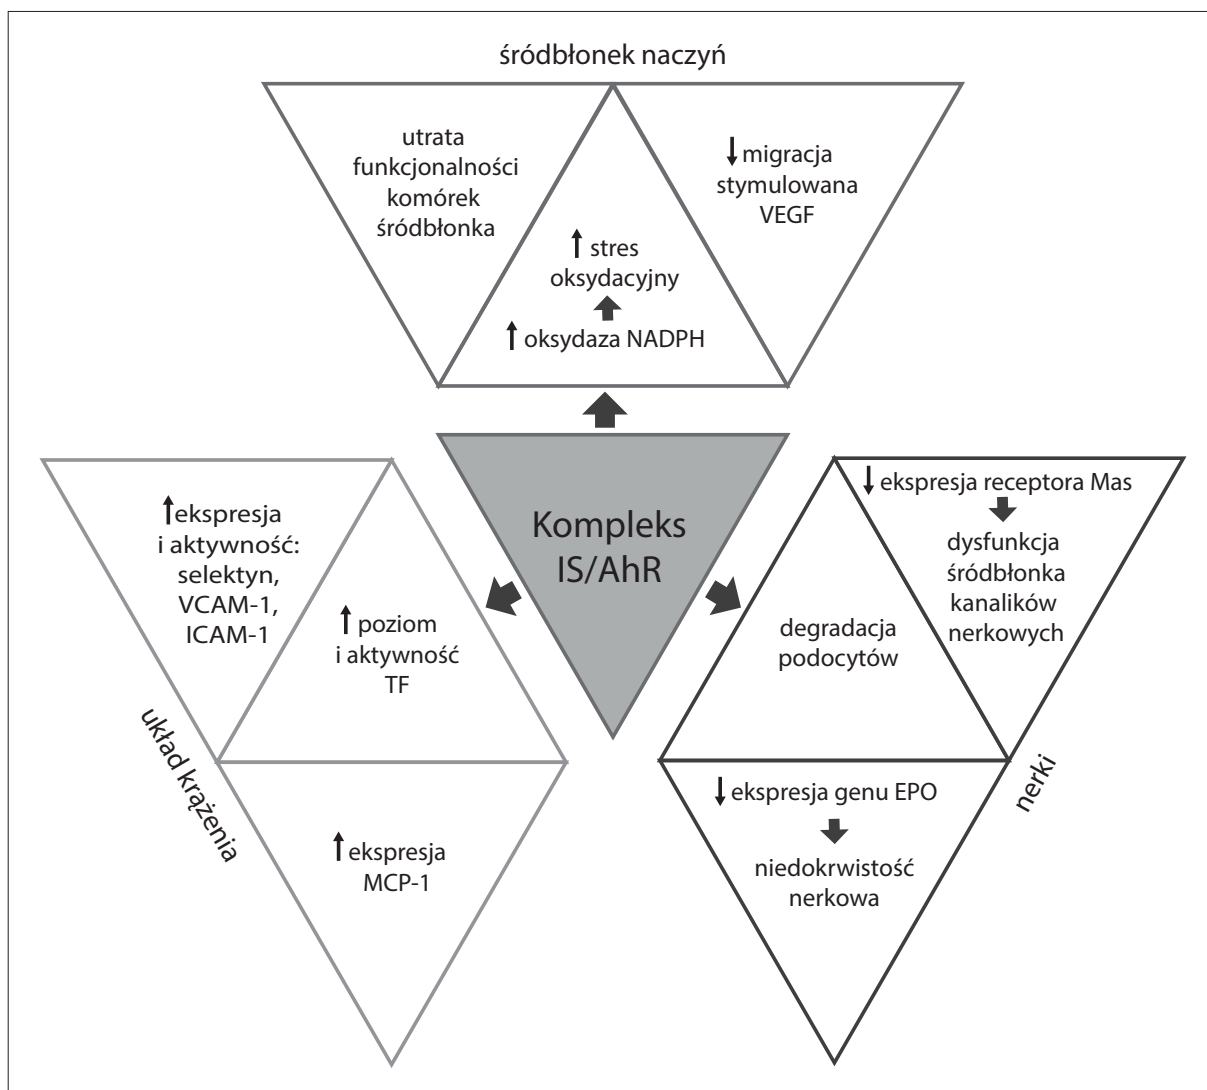 śródbłonek naczyń
utrata
funkcjonalności
komórek
śródbłonka
↑ stres
oksydacyjny
↑ oksydaza NADPH
↓ migracja
stymulowana
VEGF
Kompleks
IS/AhR
↑ ekspresja
i aktywność:
selektyn,
VCAM-1,
ICAM-1
↑ poziom
i aktywność
TF
układ krążenia
↑ ekspresja
MCP-1
↓ ekspresja receptora Mas
dysfunkcja
śródbłonka
kanalików
nerkowych
degradacja
podocytów
nerki
↓ ekspresja genu EPO
niedokrwistość
nerkowa